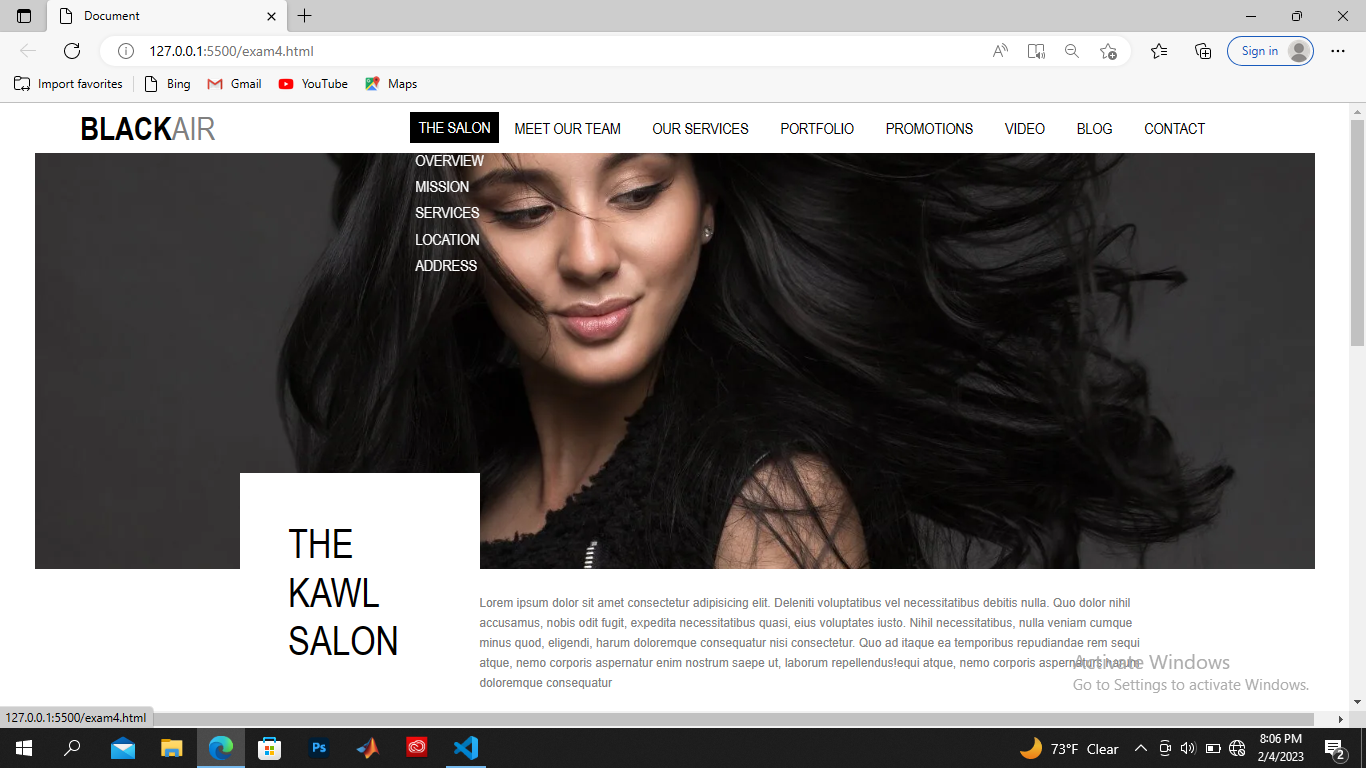 Document
127.0.0.1:5500/exam4.html
Sign in
Import favorites
Bing
Gmail
YouTube
Maps
BLACKAIR
THE SALON
MEET OUR TEAM
OUR SERVICES
PORTFOLIO
PROMOTIONS
VIDEO
BLOG
CONTACT
OVERVIEW
MISSION
SERVICES
LOCATION
ADDRESS
THE
KAWL
SALON
Lorem ipsum dolor sit amet consectetur adipisicing elit. Deleniti voluptatibus vel necessitatibus debitis nulla. Quo dolor nihil
accusamus, nobis odit fugit, expedita necessitatibus quasi, eius voluptates iusto. Nihil necessitatibus, nulla veniam cumque
minus quod, eligendi, harum doloremque consequatur nisi consectetur. Quo ad itaque ea temporibus repudiandae rem sequi
atque, nemo corporis aspernatur enim nostrum saepe ut, laborum repellendus!equi atque, nemo corporis aspernatur harum
doloremque consequatur
Activate Windows
Go to Settings to activate Windows.
127.0.0.1:5500/exam4.html
Ps
73°F Clear
8:06 PM
2/4/2023
2